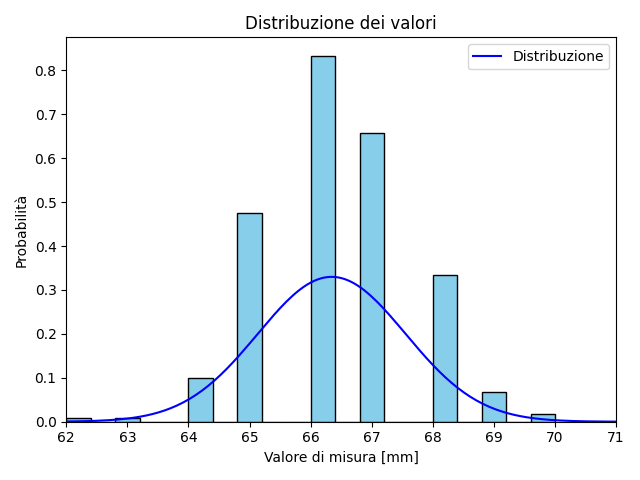 Distribuzione dei valori
Distribuzione
Probabilità
0.8
0.7
0.6
0.5
0.4
0.3
0.2
0.1
0.0
62 63 64 65 66 67 68 69 70 71
Valore di misura [mm]